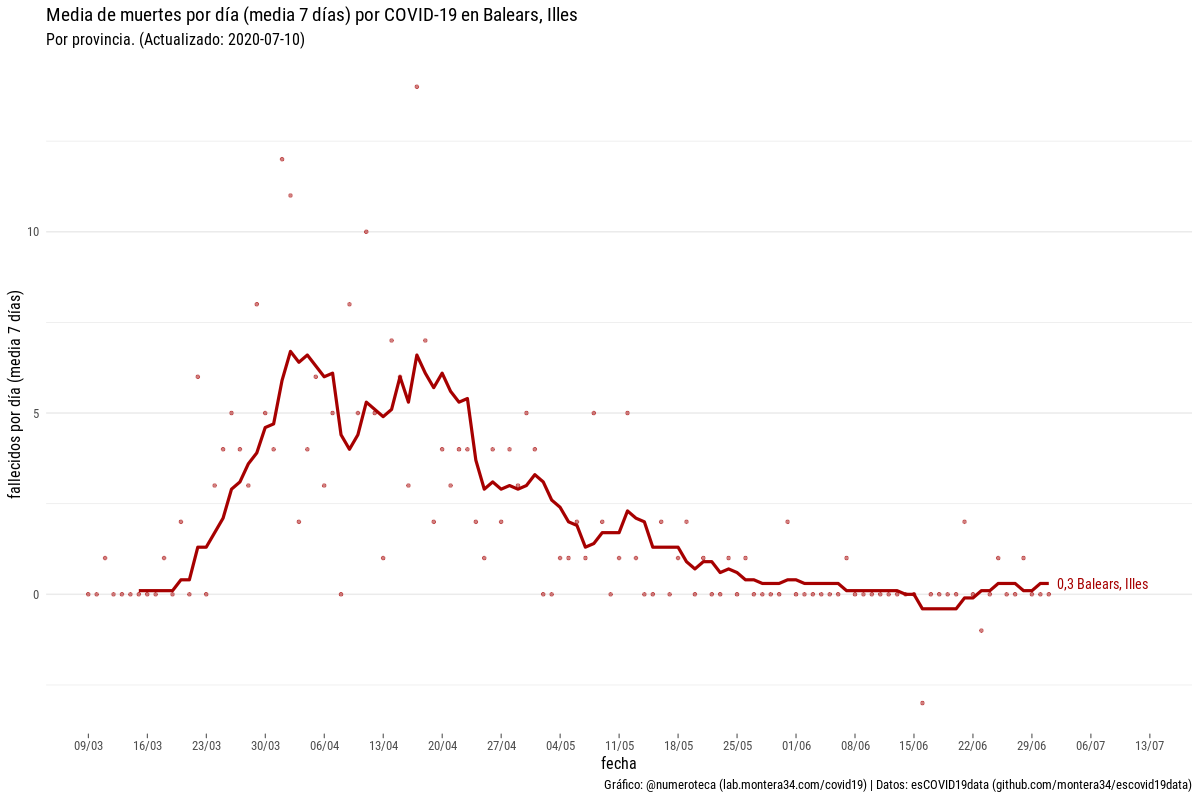 Media de muertes por día (media 7 días) por COVID-19 en Balears, Illes
Por provincia. (Actualizado: 2020-07-10)
fallecidos por día (media 7 días)
10
5
0
0,3 Balears, Illes
09/03 16/03 23/03 30/03 06/04 13/04 20/04 27/04 04/05 11/05 18/05 25/05 01/06 08/06 15/06 22/06 29/06 06/07 13/07
fecha
Gráfico: @numeroteca (lab.montera34.com/covid19) | Datos: esCOVID19data (github.com/montera34/escovid19data)